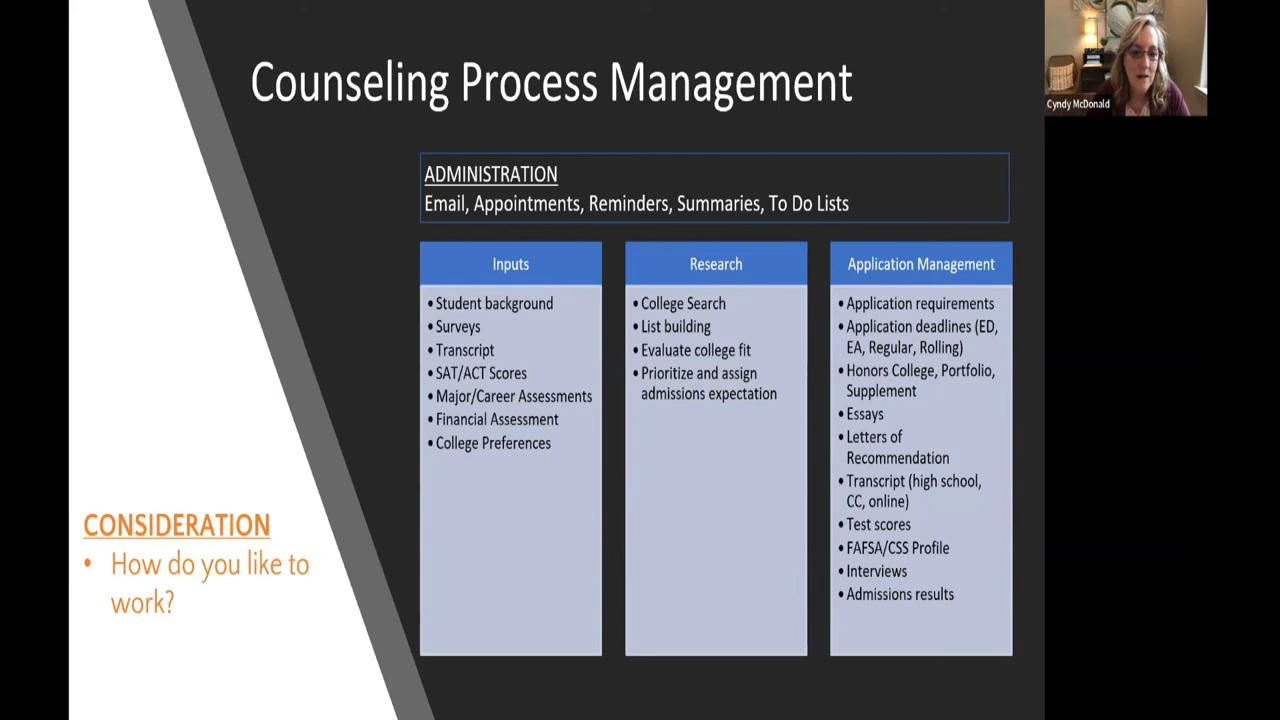 Counseling Process Management
Cyndy McDonald
ADMINISTRATION
Email, Appointments, Reminders, Summaries, To Do Lists
Inputs
• Student background
• Surveys
• Transcript
• SAT/ACT Scores
• Major/Career Assessments
• Financial Assessment
• College Preferences
Research
• College Search
• List building
• Evaluate college fit
• Prioritize and assign
admissions expectation
Application Management
• Application requirements
• Application deadlines (ED,
EA, Regular, Rolling)
• Honors College, Portfolio,
Supplement
• Essays
• Letters of
Recommendation
• Transcript (high school,
CC, online)
• Test scores
• FAFSA/CSS Profile
• Interviews
• Admissions results
CONSIDERATION
• How do you like to
work?